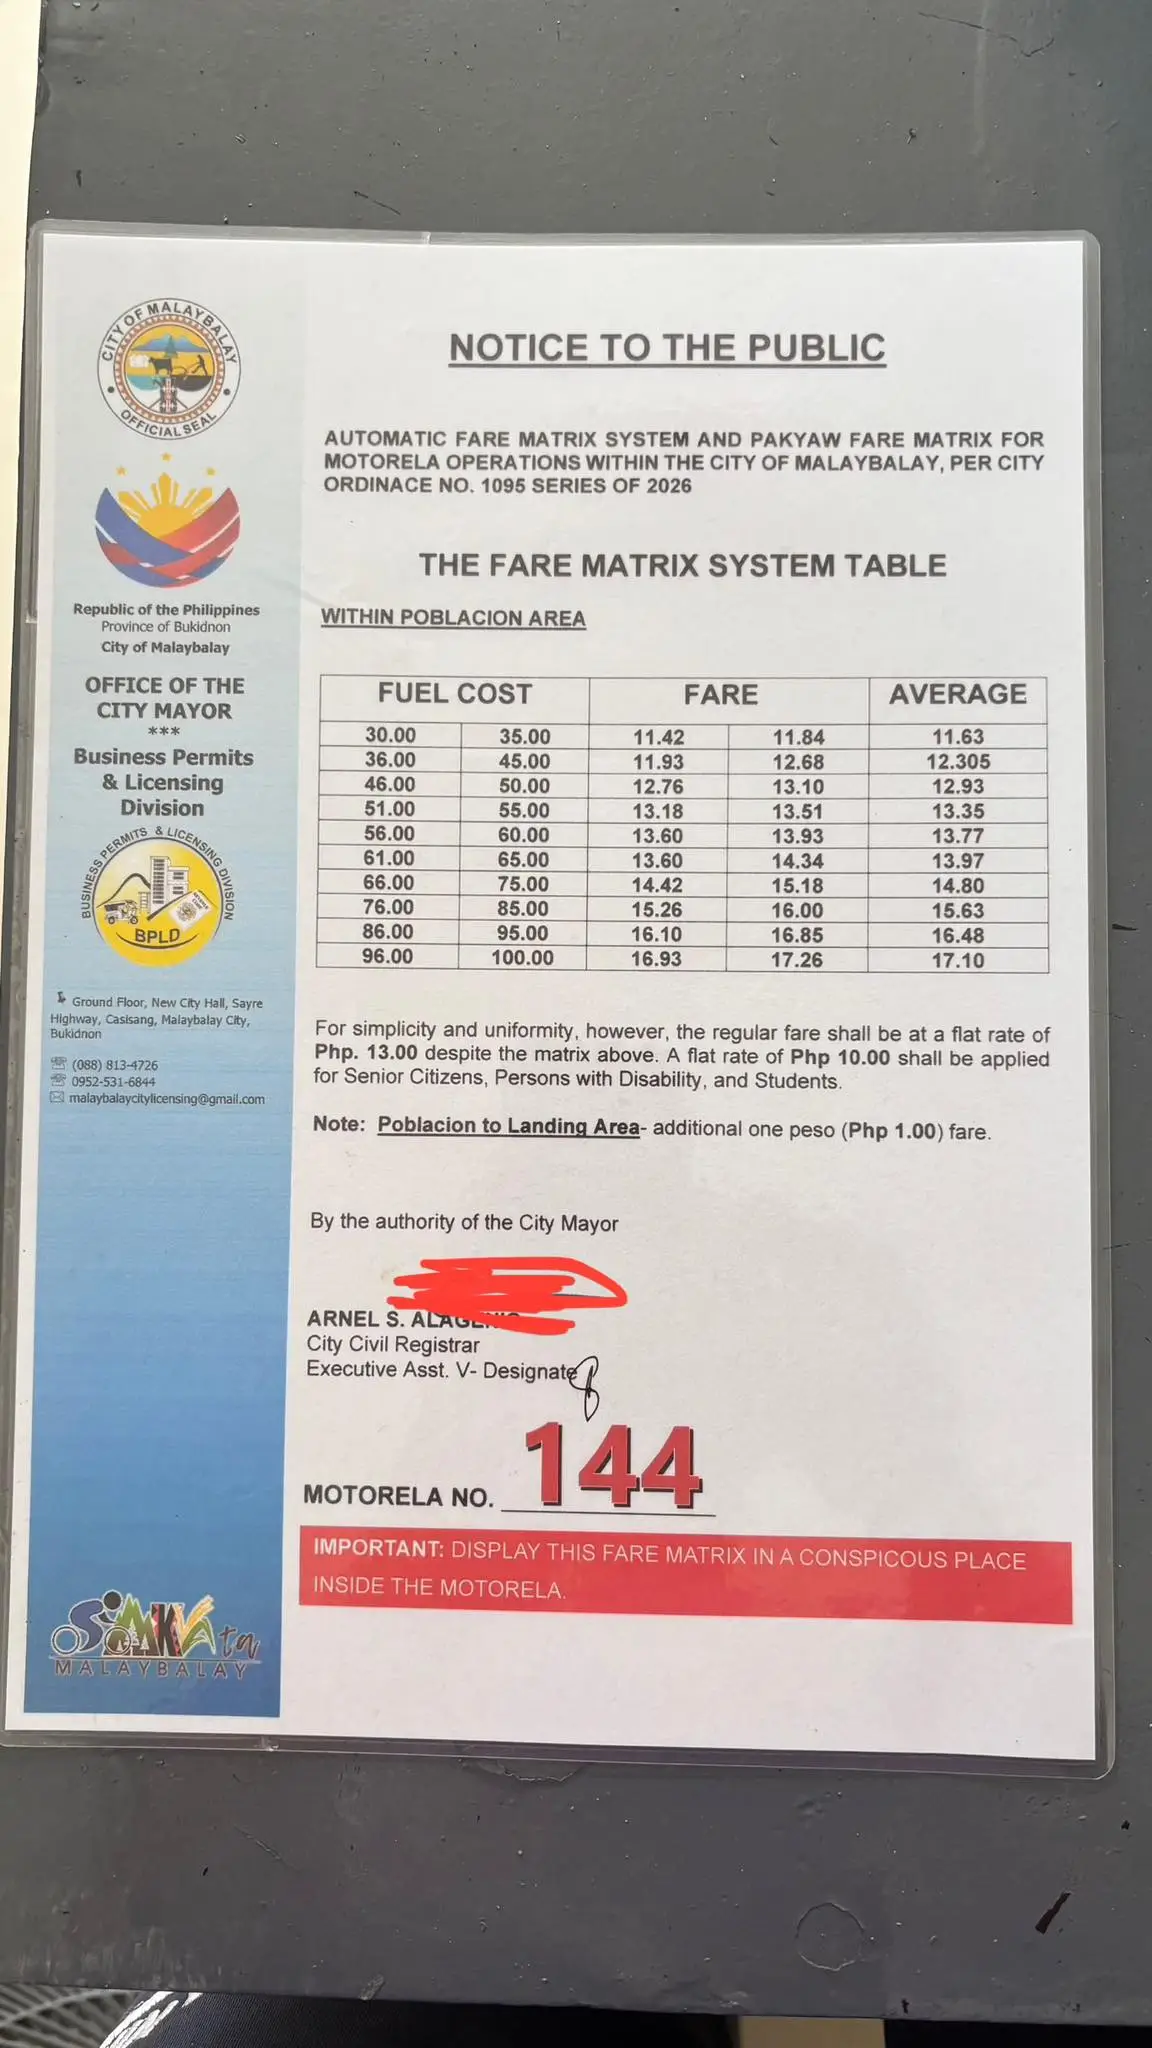 CITY OF MALAYBALAY
OFFICIAL SEAL
Republic of the Philippines
Province of Bukidnon
City of Malaybalay
OFFICE OF THE
CITY MAYOR
***
Business Permits
& Licensing
Division
BUSINESS PERMITS & LICENSING DIVISION
BPLD
Ground Floor, New City Hall, Sayre
Highway, Casisang, Malaybalay City,
Bukidnon
(088) 813-4726
0952-531-6844
malaybalaycitylicensing@gmail.com
MALAYBALAY
NOTICE TO THE PUBLIC
AUTOMATIC FARE MATRIX SYSTEM AND PAKYAW FARE MATRIX FOR
MOTORELA OPERATIONS WITHIN THE CITY OF MALAYBALAY, PER CITY
ORDINACE NO. 1095 SERIES OF 2026
THE FARE MATRIX SYSTEM TABLE
WITHIN POBLACION AREA
FUEL COST FARE AVERAGE
30.00 35.00 11.42 11.84 11.63
36.00 45.00 11.93 12.68 12.305
46.00 50.00 12.76 13.10 12.93
51.00 55.00 13.18 13.51 13.35
56.00 60.00 13.60 13.93 13.77
61.00 65.00 13.60 14.34 13.97
66.00 75.00 14.42 15.18 14.80
76.00 85.00 15.26 16.00 15.63
86.00 95.00 16.10 16.85 16.48
96.00 100.00 16.93 17.26 17.10
For simplicity and uniformity, however, the regular fare shall be at a flat rate of
Php. 13.00 despite the matrix above. A flat rate of Php 10.00 shall be applied
for Senior Citizens, Persons with Disability, and Students.
Note: Poblacion to Landing Area- additional one peso (Php 1.00) fare.
By the authority of the City Mayor
ARNEL S.
City Civil Registrar
Executive Asst. V- Designate
MOTORELA NO. 144
IMPORTANT: DISPLAY THIS FARE MATRIX IN A CONSPICOUS PLACE
INSIDE THE MOTORELA.